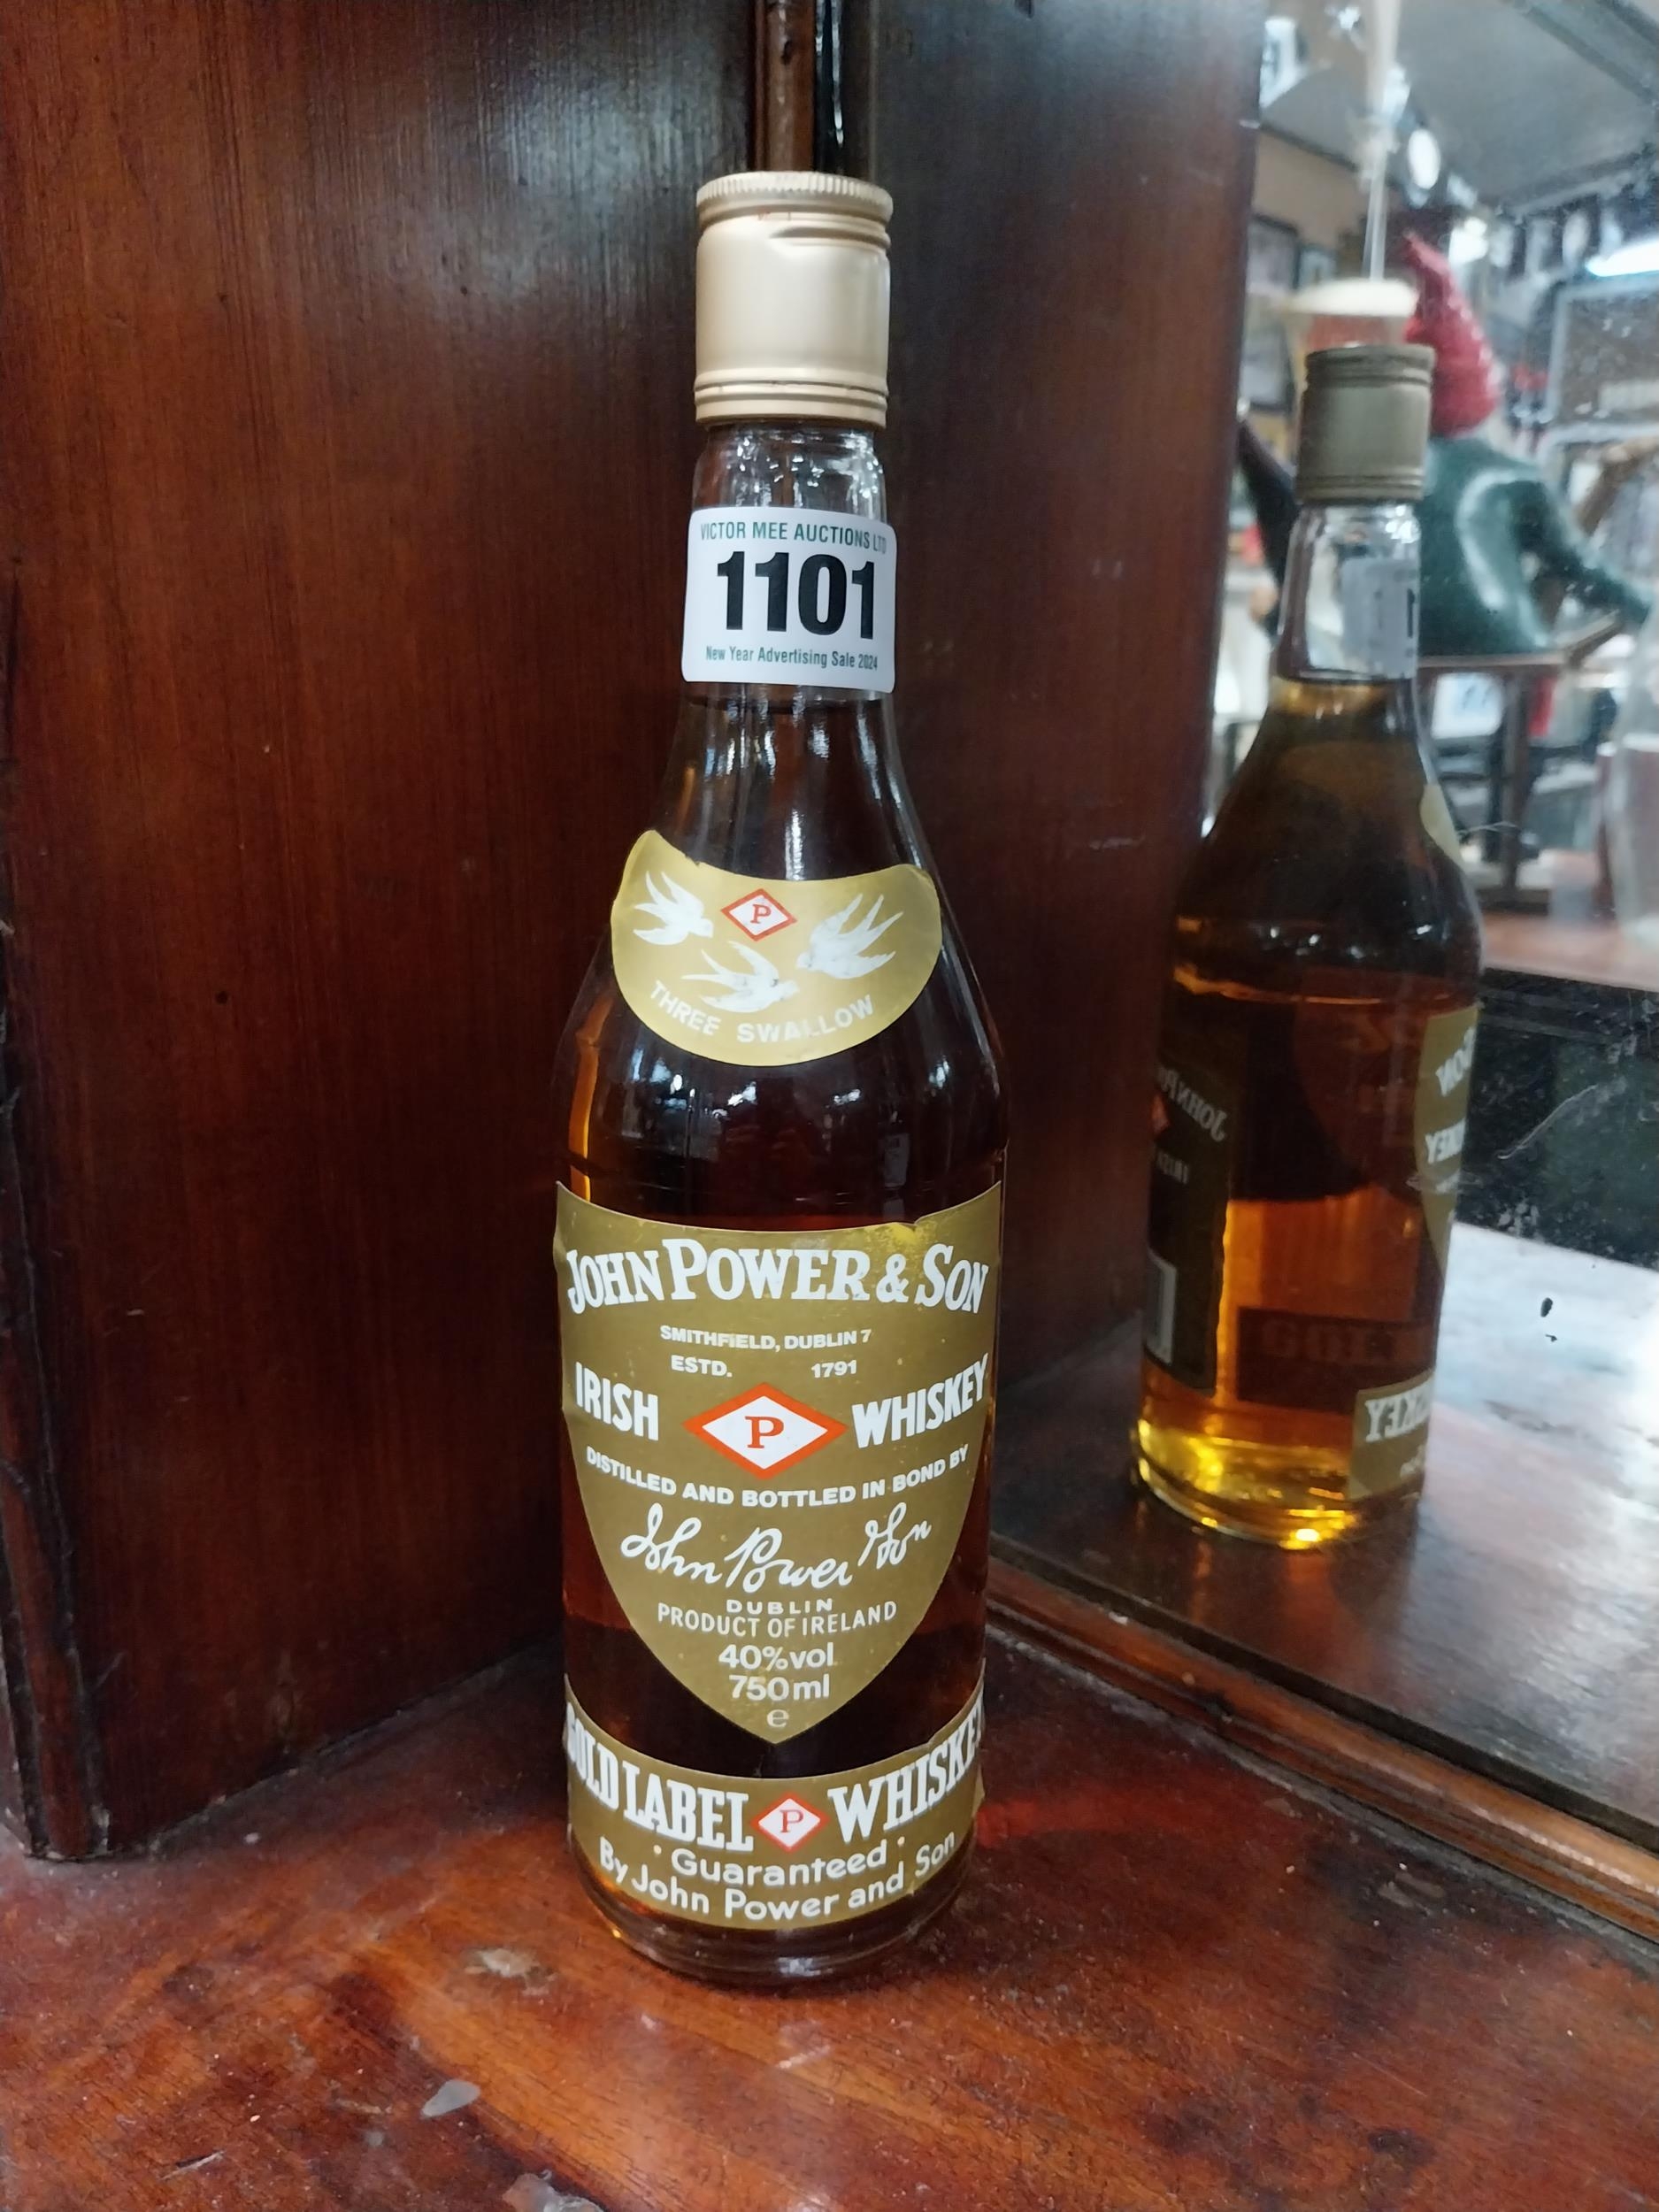 VICTOR MEE AUCTIONS LTD
1101
New Year Advertising Sale 2024
P
THREE SWALLOW
JOHN POWER & SON
SMITHFIELD, DUBLIN 7
ESTD. 1791
IRISH P WHISKEY
DISTILLED AND BOTTLED IN BOND BY
John Power & Son
DUBLIN
PRODUCT OF IRELAND
40%vol
750ml
e
GOLD LABEL P WHISKEY
· Guaranteed ·
By John Power and Son